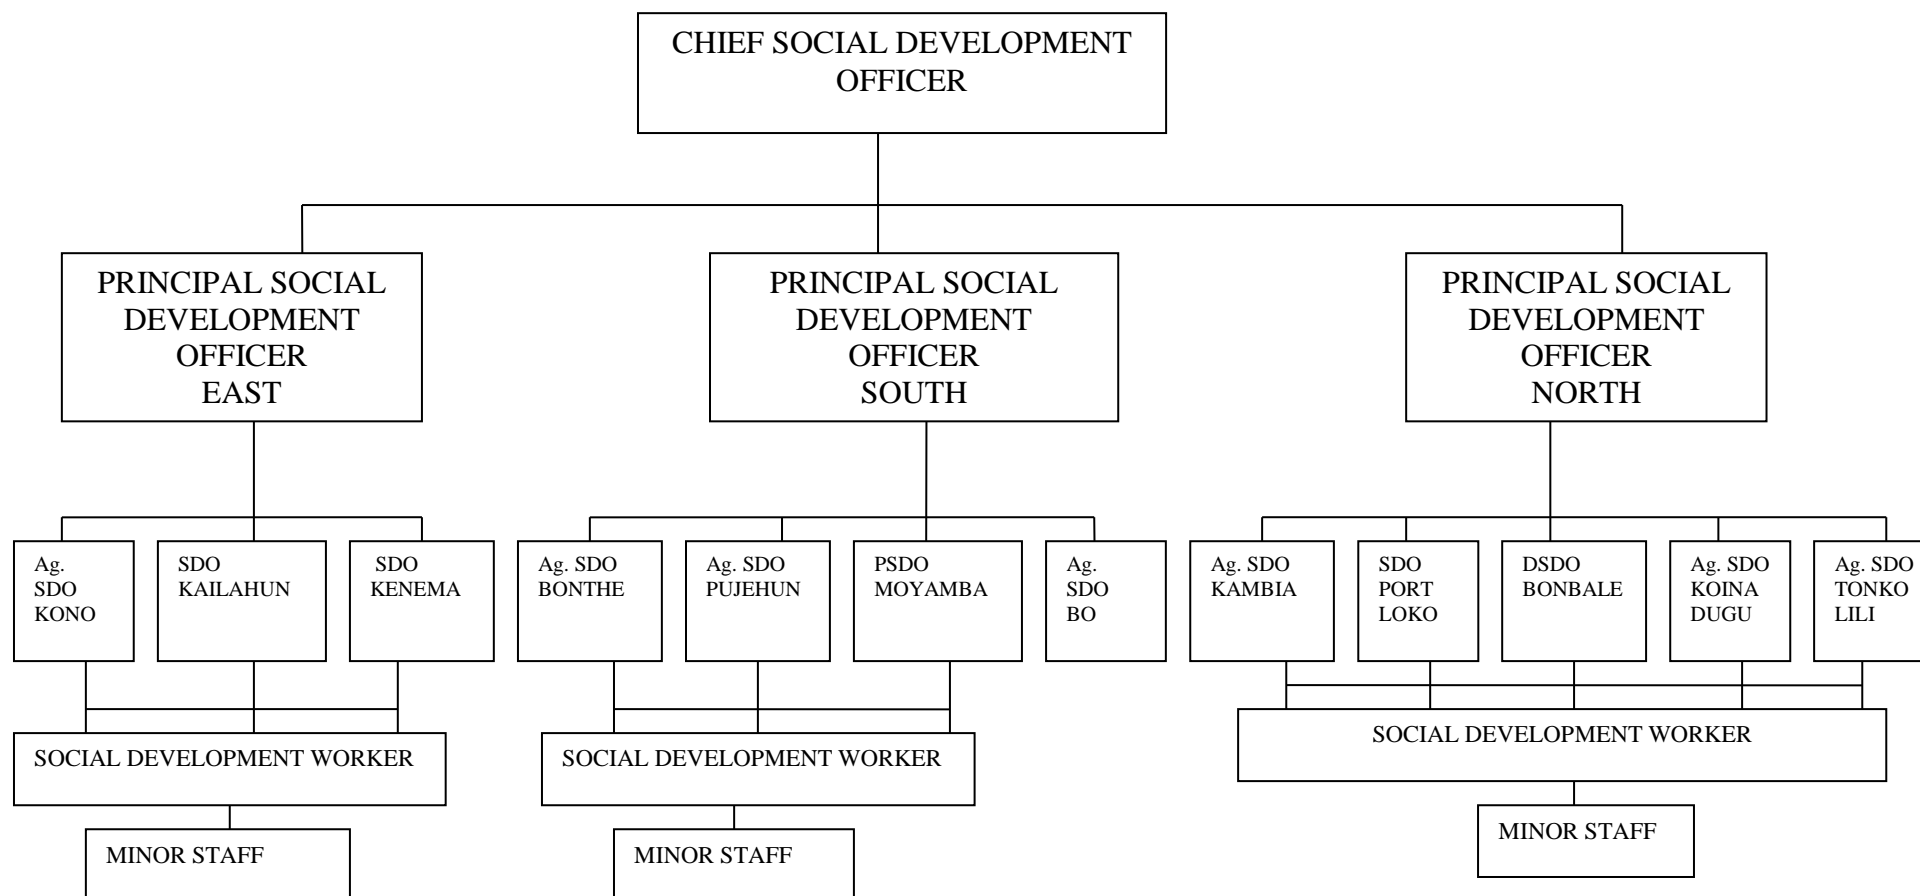 CHIEF SOCIAL DEVELOPMENT
OFFICER
PRINCIPAL SOCIAL
DEVELOPMENT
OFFICER
EAST
PRINCIPAL SOCIAL
DEVELOPMENT
OFFICER
SOUTH
PRINCIPAL SOCIAL
DEVELOPMENT
OFFICER
NORTH
Ag.
SDO
KONO
SDO
KAILAHUN
SDO
KENEMA
Ag. SDO
BONTHE
Ag. SDO
PUJEHUN
PSDO
MOYAMBA
Ag.
SDO
BO
Ag. SDO
KAMBIA
SDO
PORT
LOKO
DSDO
BONBALE
Ag. SDO
KOINA
DUGU
Ag. SDO
TONKO
LILI
SOCIAL DEVELOPMENT WORKER
SOCIAL DEVELOPMENT WORKER
SOCIAL DEVELOPMENT WORKER
MINOR STAFF
MINOR STAFF
MINOR STAFF